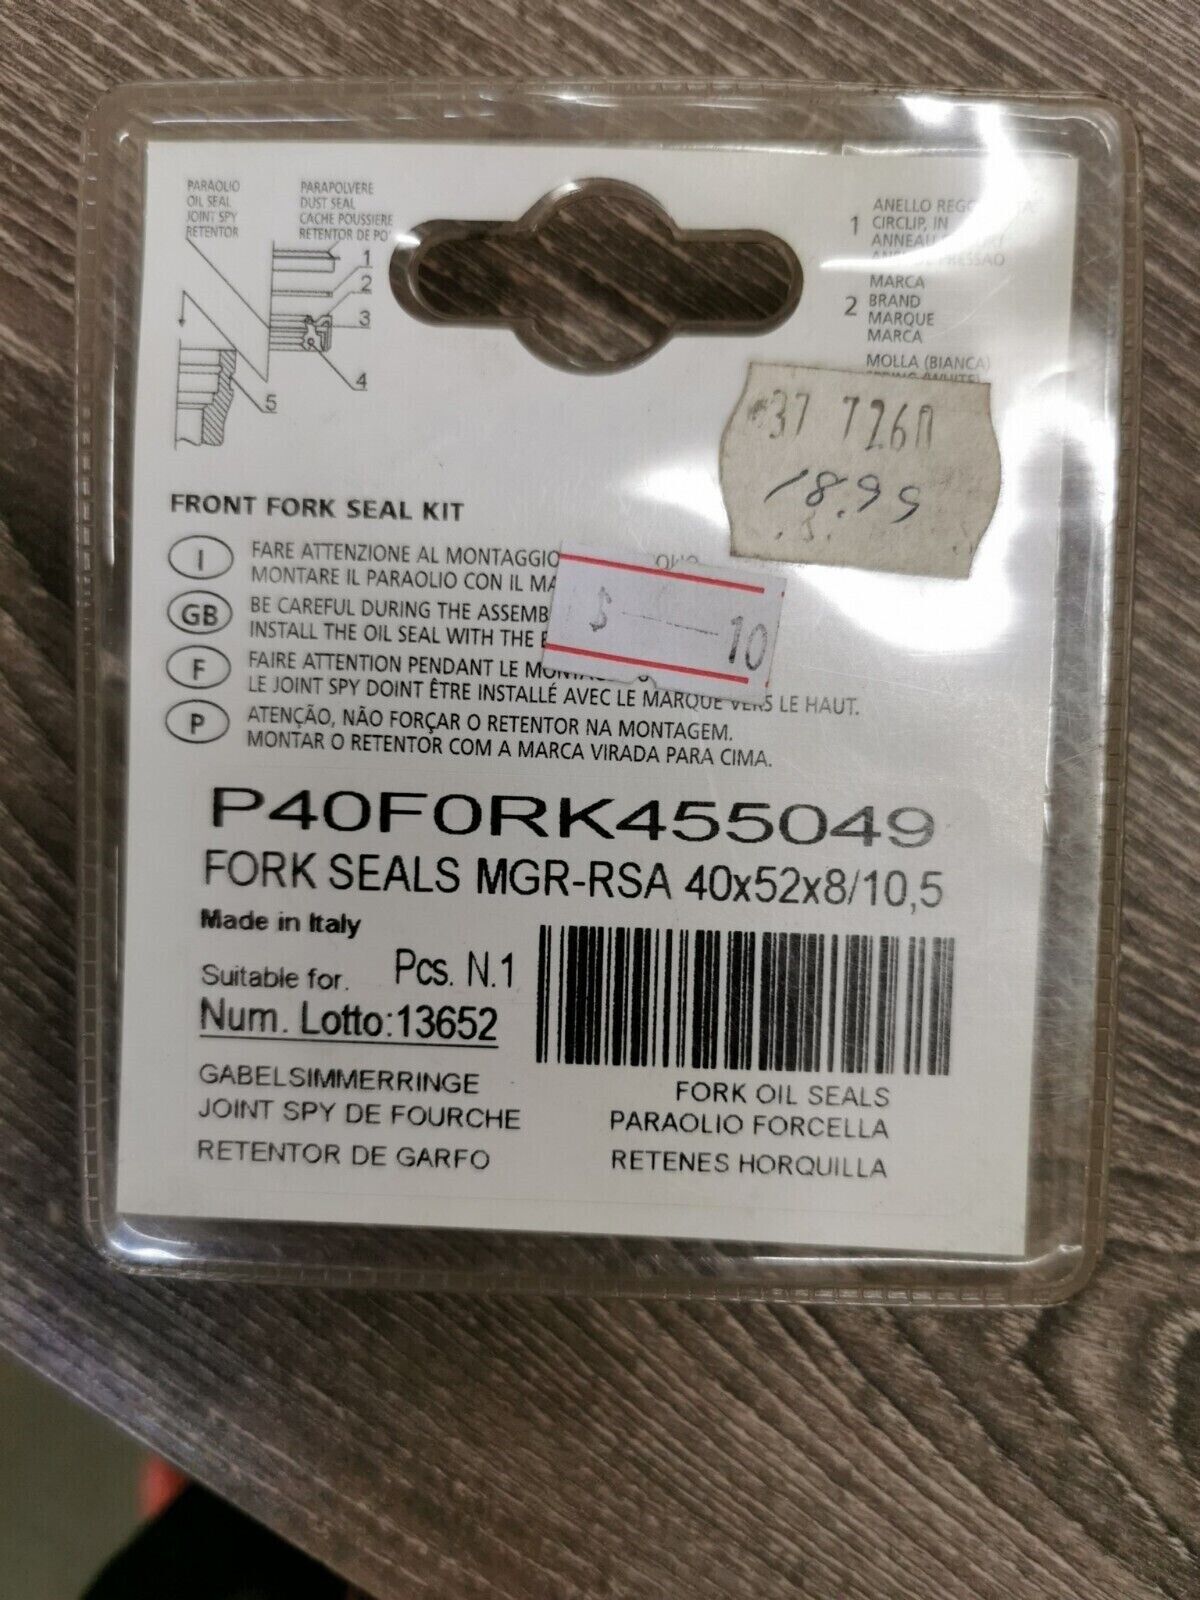 PARAOLIO
OIL SEAL
JOINT SPY
RETENTOR
PARAPOLVERE
DUST SEAL
CACHE POUSSIERE
RETENTOR DE
1
2
3
4
5
ANELLO
1 CIRCLIP, IN
ANNEAU
MARCA
2 BRAND
MARQUE
MARCA
MOLLA (BIANCA)
37 7260
18.99
FRONT FORK SEAL KIT
I FARE ATTENZIONE AL MONTAGGIO
MONTARE IL PARAOLIO CON IL
GB BE CAREFUL DURING THE
INSTALL THE OIL SEAL WITH THE
$ 10
F FAIRE ATTENTION PENDANT LE
LE JOINT SPY DOINT ÊTRE INSTALLÉ AVEC LE MARQUE VERS LE HAUT.
P ATENÇÃO, NÃO FORÇAR O RETENTOR NA MONTAGEM.
MONTAR O RETENTOR COM A MARCA VIRADA PARA CIMA.
P40FORK455049
FORK SEALS MGR-RSA 40x52x8/10,5
Made in Italy
Suitable for. Pcs. N.1
Num. Lotto:13652
GABELSIMMERRINGE
JOINT SPY DE FOURCHE
RETENTOR DE GARFO
FORK OIL SEALS
PARAOLIO FORCELLA
RETENES HORQUILLA